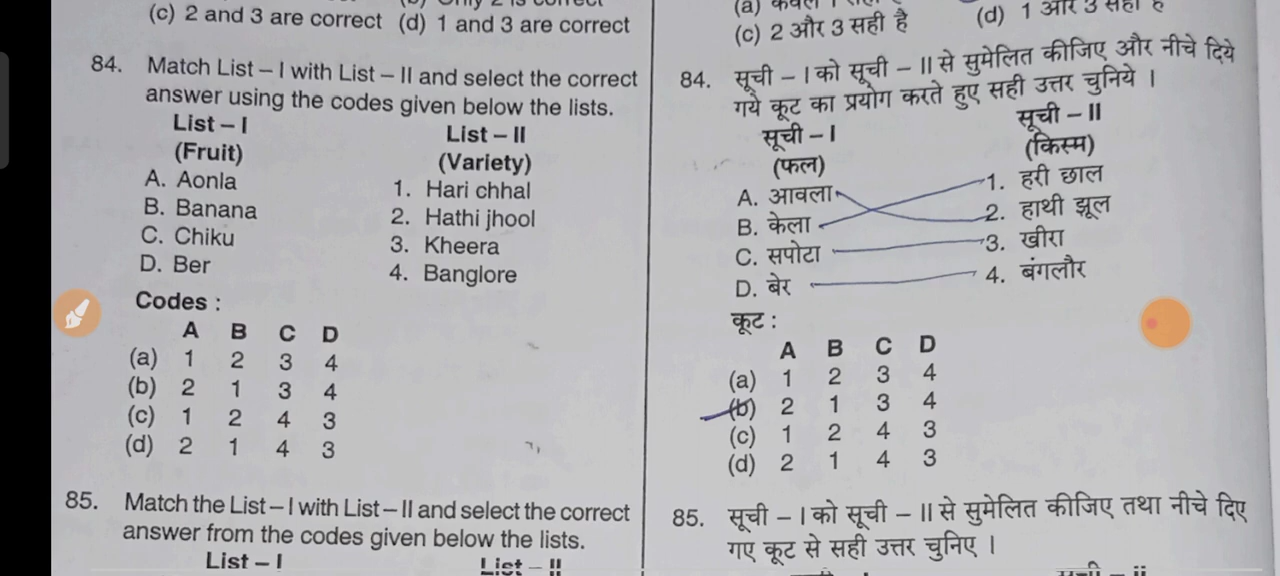 (c) 2 and 3 are correct (d) 1 and 3 are correct
84. Match List – I with List – II and select the correct
answer using the codes given below the lists.
List – I List – II
(Fruit) (Variety)
A. Aonla 1. Hari chhal
B. Banana 2. Hathi jhool
C. Chiku 3. Kheera
D. Ber 4. Banglore
Codes :
A B C D
(a) 1 2 3 4
(b) 2 1 3 4
(c) 1 2 4 3
(d) 2 1 4 3
85. Match the List – I with List – II and select the correct
answer from the codes given below the lists.
List – I List – II
(d) 1 और 3 सही है
(c) 2 और 3 सही है
84. सूची – I को सूची – II से सुमेलित कीजिए और नीचे दिये
गये कूट का प्रयोग करते हुए सही उत्तर चुनिये ।
सूची – I सूची – II
(फल) (किस्म)
A. आवला 1. हरी छाल
B. केला 2. हाथी झूल
C. सपोटा 3. खीरा
D. बेर 4. बंगलौर
कूट :
A B C D
(a) 1 2 3 4
(b) 2 1 3 4
(c) 1 2 4 3
(d) 2 1 4 3
85. सूची – I को सूची – II से सुमेलित कीजिए तथा नीचे दिए
गए कूट से सही उत्तर चुनिए ।